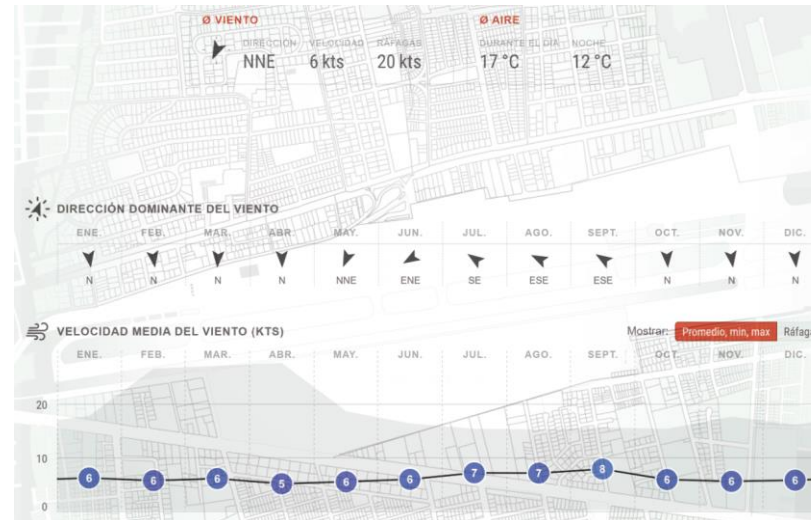 Ø VIENTO Ø AIRE
DIRECCIÓN VELOCIDAD RÁFAGAS DURANTE EL DÍA NOCHE
NNE 6 kts 20 kts 17 °C 12 °C
DIRECCIÓN DOMINANTE DEL VIENTO
ENE. FEB. MAR. ABR. MAY. JUN. JUL. AGO. SEPT. OCT. NOV. DIC.
N N N N NNE ENE SE ESE ESE N N N
VELOCIDAD MEDIA DEL VIENTO (KTS) Mostrar: Promedio, min, max Ráfaga
ENE. FEB. MAR. ABR. MAY. JUN. JUL. AGO. SEPT. OCT. NOV. DIC.
20
10
6 6 6 5 6 6 7 7 8 6 6 6
0